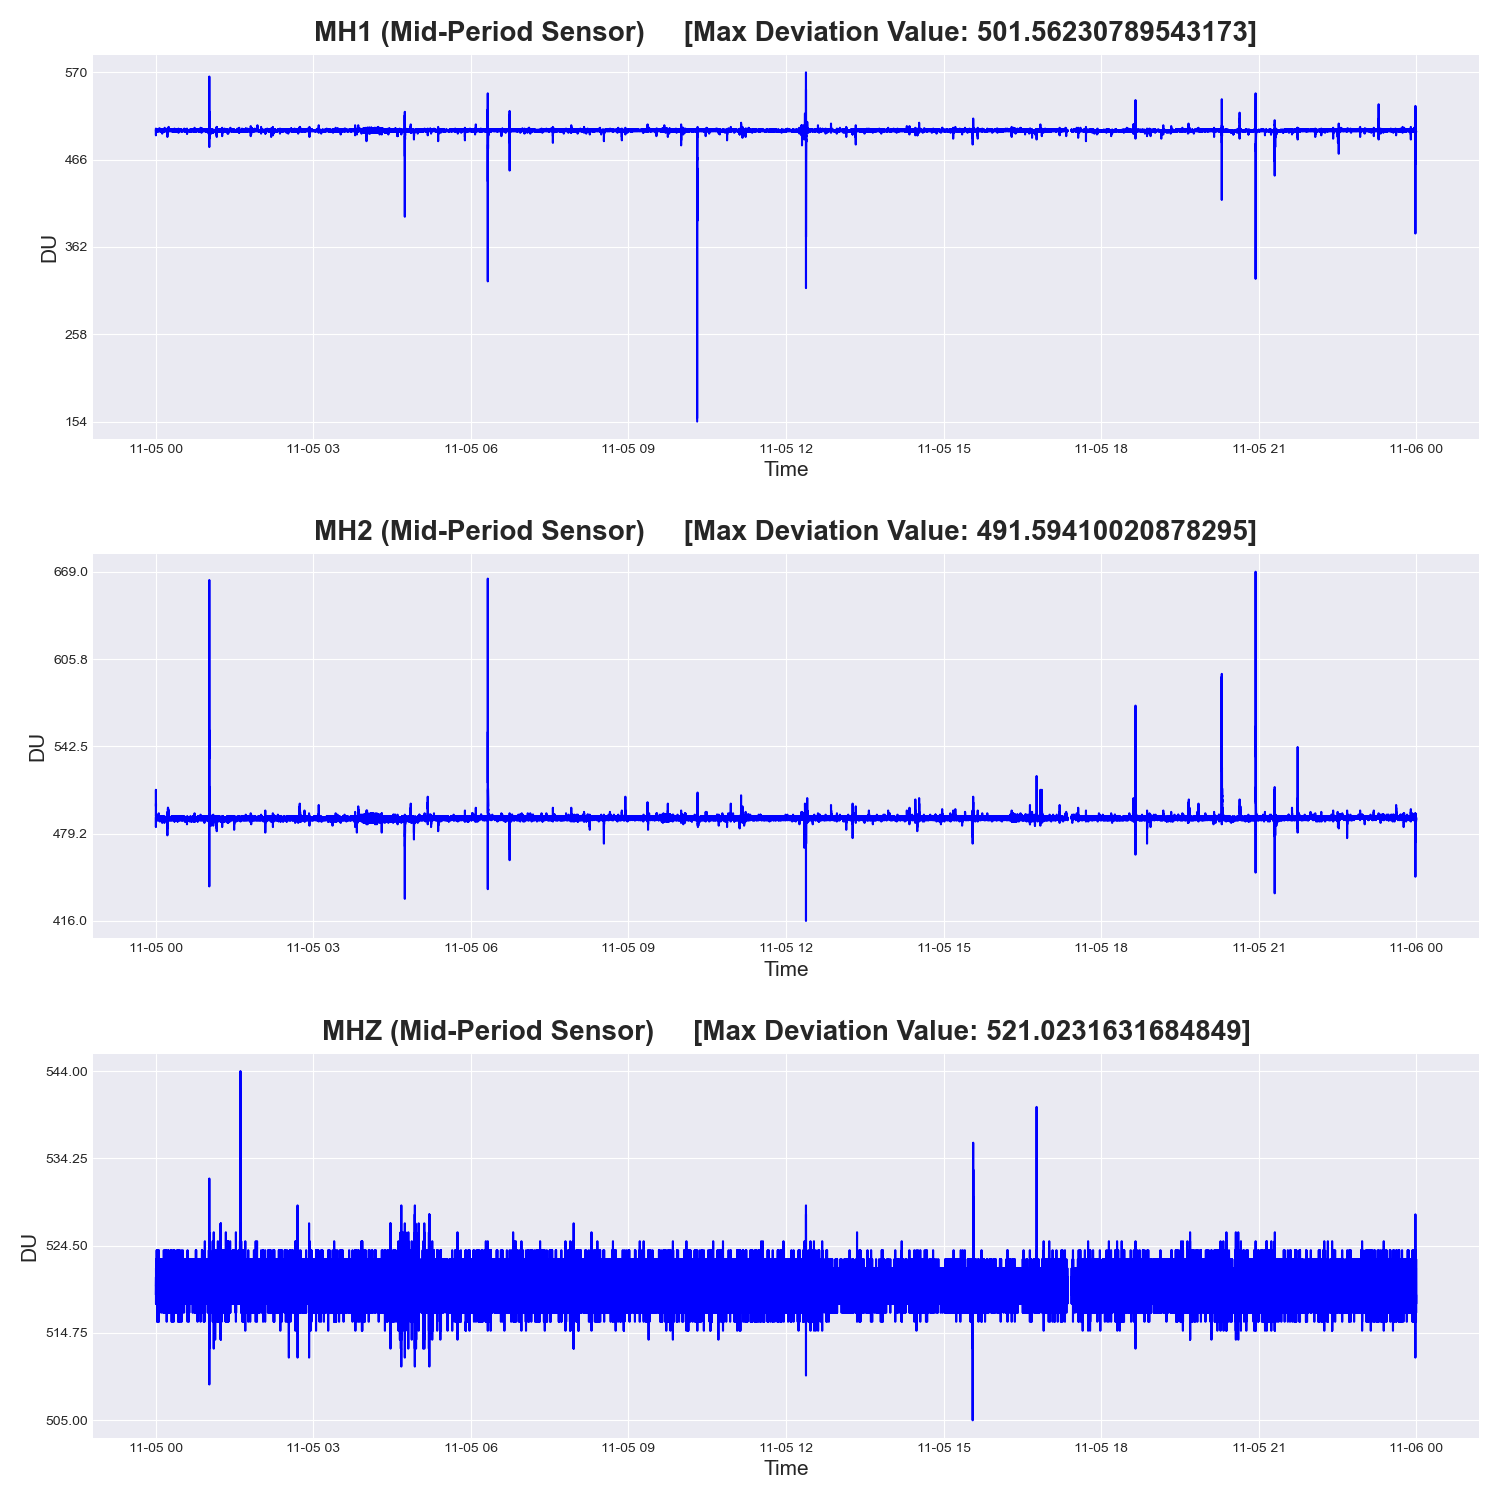 MH1 (Mid-Period Sensor) [Max Deviation Value: 501.56230789543173]
570
466
362
258
154
DU
11-05 00 11-05 03 11-05 06 11-05 09 11-05 12 11-05 15 11-05 18 11-05 21 11-06 00
Time
MH2 (Mid-Period Sensor) [Max Deviation Value: 491.59410020878295]
669.0
605.8
542.5
479.2
416.0
DU
11-05 00 11-05 03 11-05 06 11-05 09 11-05 12 11-05 15 11-05 18 11-05 21 11-06 00
Time
MHZ (Mid-Period Sensor) [Max Deviation Value: 521.0231631684849]
544.00
534.25
524.50
514.75
505.00
DU
11-05 00 11-05 03 11-05 06 11-05 09 11-05 12 11-05 15 11-05 18 11-05 21 11-06 00
Time